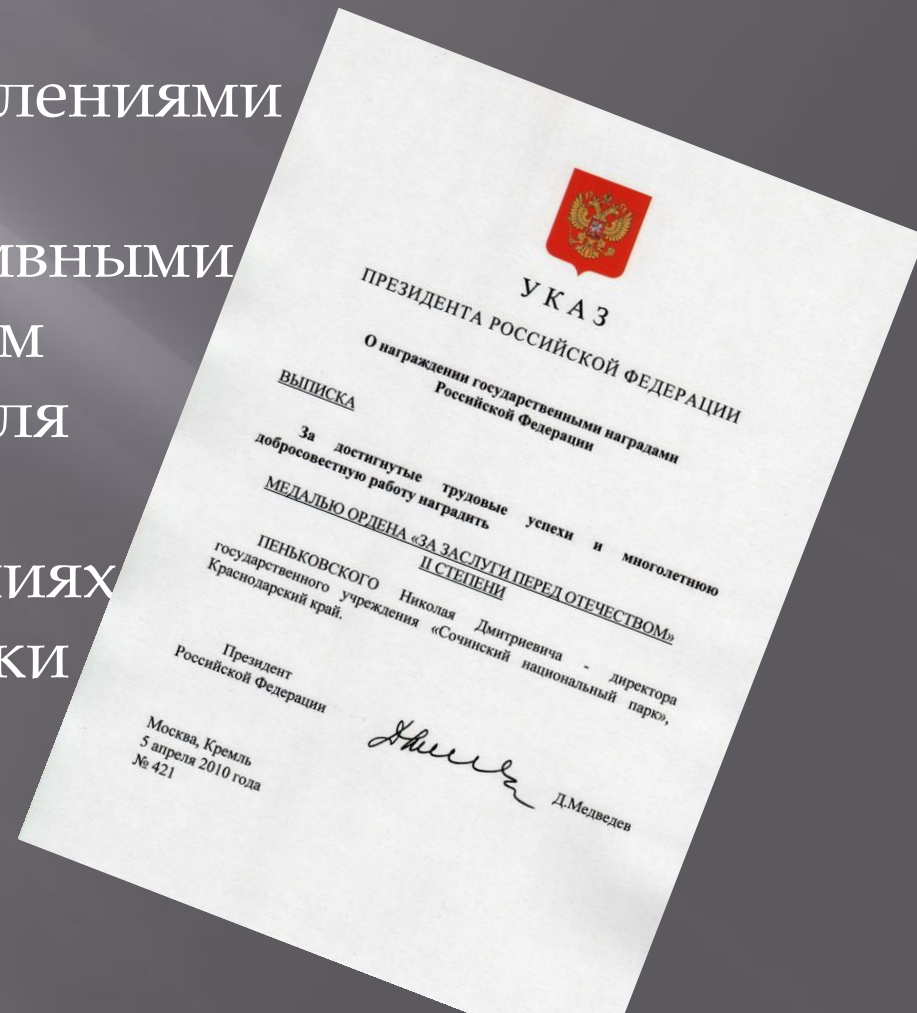 лениями
ивными
м
ля
ниях
ки
УКАЗ
ПРЕЗИДЕНТА РОССИЙСКОЙ ФЕДЕРАЦИИ
О награждении государственными наградами
Российской Федерации
ВЫПИСКА
За достигнутые трудовые успехи и многолетнюю
добросовестную работу наградить
МЕДАЛЬЮ ОРДЕНА «ЗА ЗАСЛУГИ ПЕРЕД ОТЕЧЕСТВОМ»
II СТЕПЕНИ
ПЕНЬКОВСКОГО Николая Дмитриевича - директора
государственного учреждения «Сочинский национальный парк»,
Краснодарский край.
Президент
Российской Федерации
Москва, Кремль
5 апреля 2010 года
№ 421
Д.Медведев